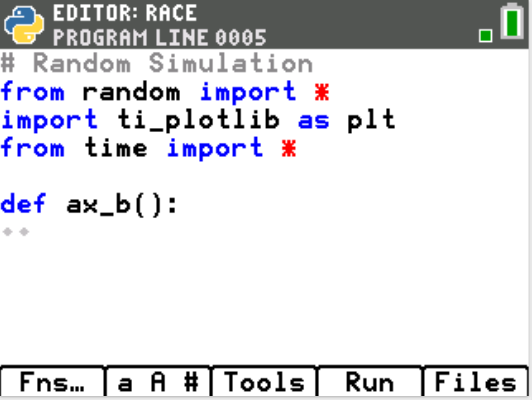 EDITOR: RACE
PROGRAM LINE 0005
# Random Simulation
from random import *
import ti_plotlib as plt
from time import *
def ax_b():
Fns… a A # Tools Run Files